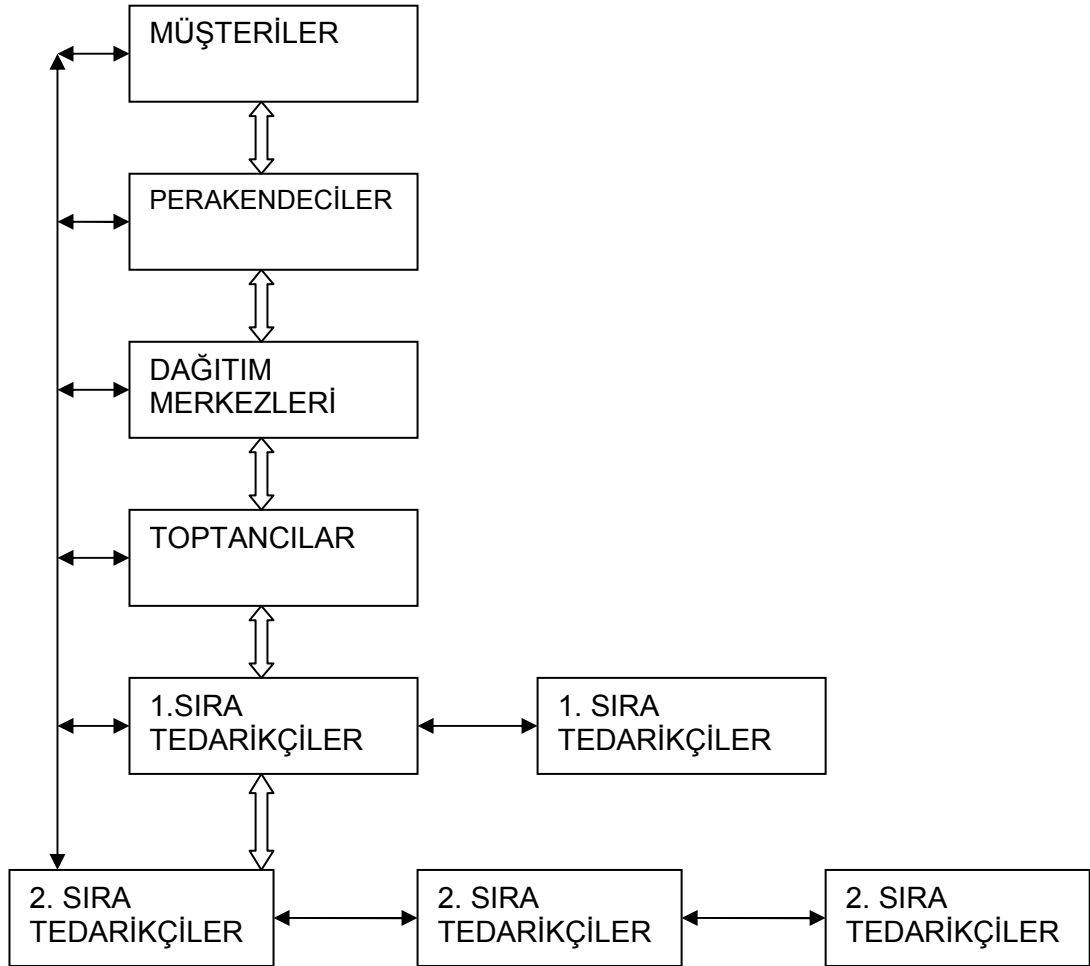 MÜŞTERİLER
PERAKENDECİLER
DAĞITIM
MERKEZLERİ
TOPTANCILAR
1.SIRA
TEDARİKÇİLER
1. SIRA
TEDARİKÇİLER
2. SIRA
TEDARİKÇİLER
2. SIRA
TEDARİKÇİLER
2. SIRA
TEDARİKÇİLER